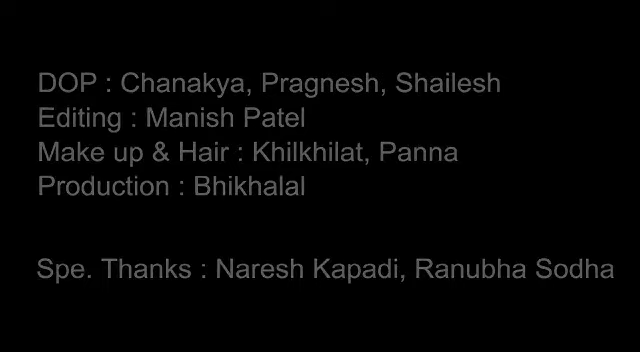 DOP : Chanakya, Pragnesh, Shailesh
Editing : Manish Patel
Make up & Hair : Khilkhilat, Panna
Production : Bhikhalal
Spe. Thanks : Naresh Kapadi, Ranubha Sodha